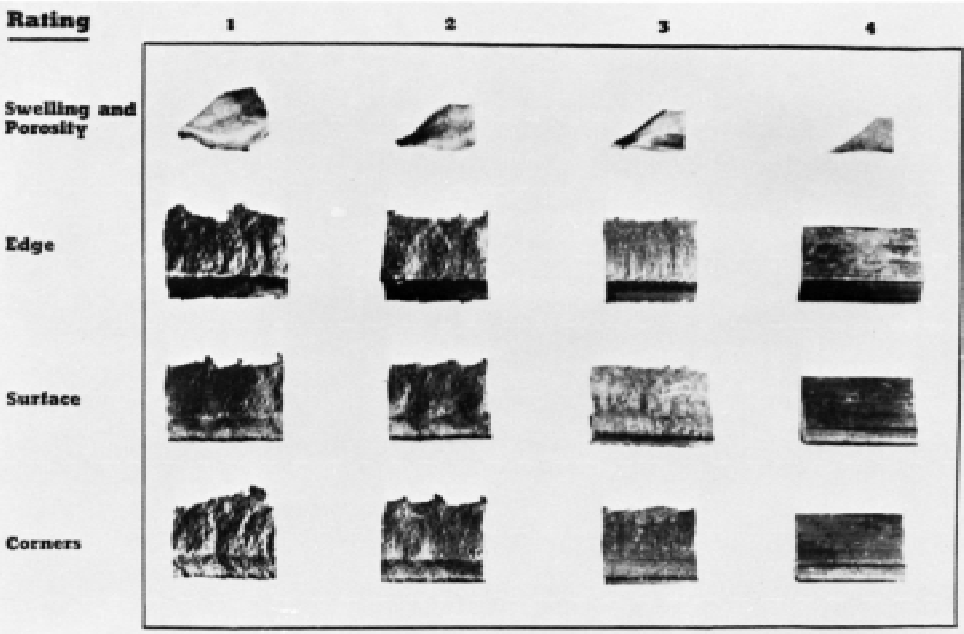 Rating 1 2 3 4
Swelling and
Porosity
Edge
Surface
Corners